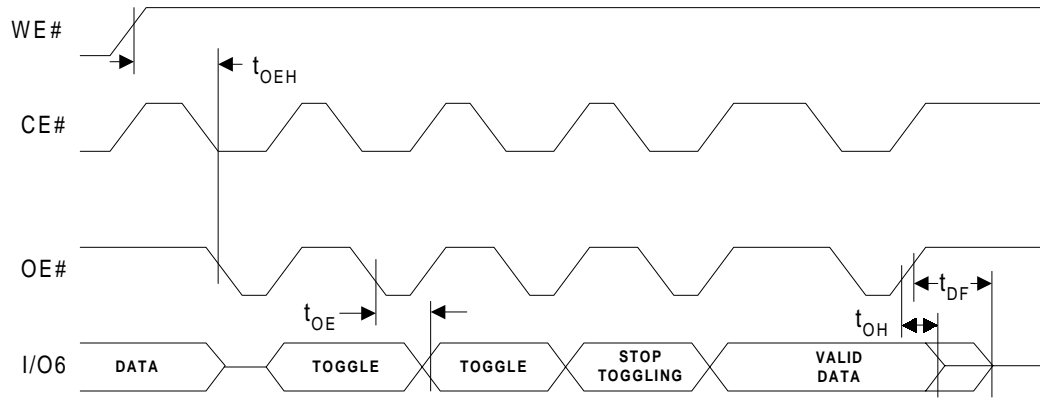 WE#
tOEH
CE#
OE#
tOE
tDF
tOH
I/O6 DATA TOGGLE TOGGLE STOP TOGGLING VALID DATA